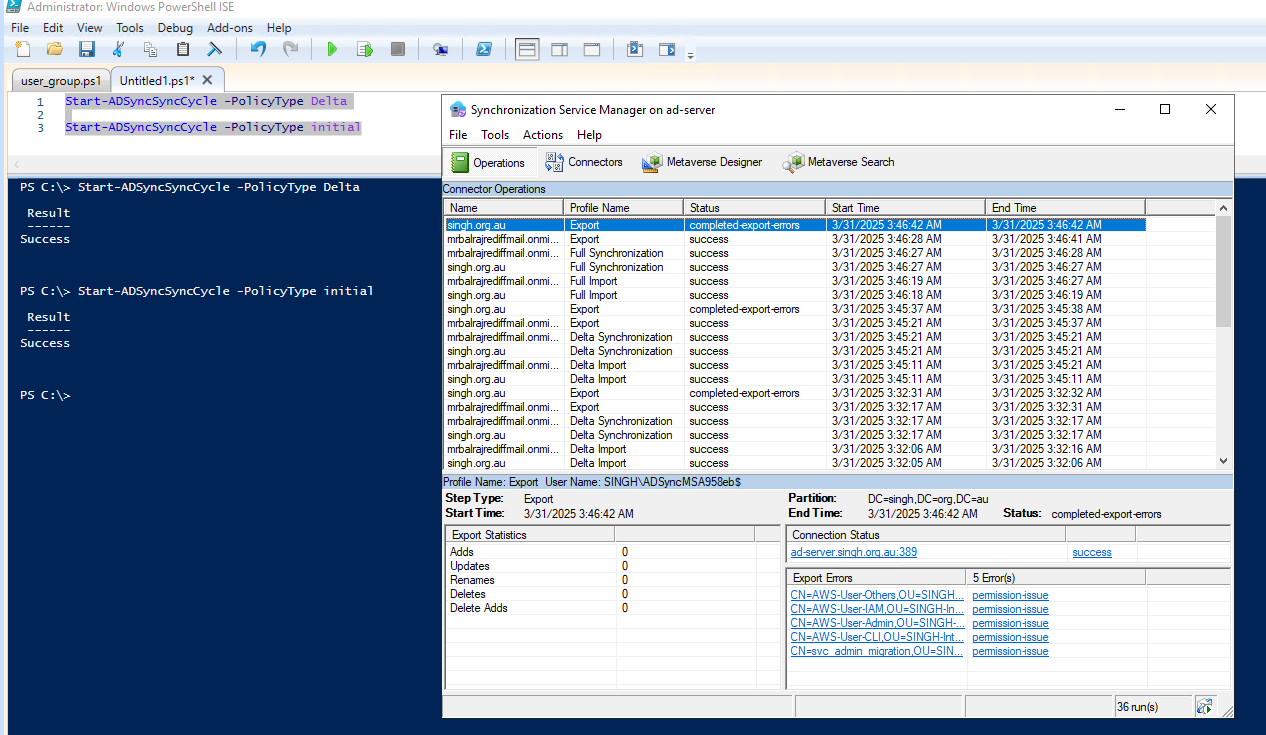 Administrator: Windows PowerShell ISE
File Edit View Tools Debug Add-ons Help
user_group.ps1 Untitled1.ps1*
1 Start-ADSyncSyncCycle -PolicyType Delta
2
3 Start-ADSyncSyncCycle -PolicyType initial
PS C:\> Start-ADSyncSyncCycle -PolicyType Delta
Result
------
Success
PS C:\> Start-ADSyncSyncCycle -PolicyType initial
Result
------
Success
PS C:\>
Synchronization Service Manager on ad-server
File Tools Actions Help
Operations Connectors Metaverse Designer Metaverse Search
Connector Operations
Name Profile Name Status Start Time End Time
singh.org.au Export completed-export-errors 3/31/2025 3:46:42 AM 3/31/2025 3:46:42 AM
mrbalrajrediffmail.onmi... Export success 3/31/2025 3:46:28 AM 3/31/2025 3:46:41 AM
mrbalrajrediffmail.onmi... Full Synchronization success 3/31/2025 3:46:27 AM 3/31/2025 3:46:28 AM
singh.org.au Full Synchronization success 3/31/2025 3:46:27 AM 3/31/2025 3:46:27 AM
mrbalrajrediffmail.onmi... Full Import success 3/31/2025 3:46:19 AM 3/31/2025 3:46:27 AM
singh.org.au Full Import success 3/31/2025 3:46:18 AM 3/31/2025 3:46:19 AM
singh.org.au Export completed-export-errors 3/31/2025 3:45:37 AM 3/31/2025 3:45:38 AM
mrbalrajrediffmail.onmi... Export success 3/31/2025 3:45:21 AM 3/31/2025 3:45:37 AM
mrbalrajrediffmail.onmi... Delta Synchronization success 3/31/2025 3:45:21 AM 3/31/2025 3:45:21 AM
singh.org.au Delta Synchronization success 3/31/2025 3:45:21 AM 3/31/2025 3:45:21 AM
mrbalrajrediffmail.onmi... Delta Import success 3/31/2025 3:45:11 AM 3/31/2025 3:45:21 AM
singh.org.au Delta Import success 3/31/2025 3:45:11 AM 3/31/2025 3:45:11 AM
singh.org.au Export completed-export-errors 3/31/2025 3:32:31 AM 3/31/2025 3:32:32 AM
mrbalrajrediffmail.onmi... Export success 3/31/2025 3:32:17 AM 3/31/2025 3:32:31 AM
mrbalrajrediffmail.onmi... Delta Synchronization success 3/31/2025 3:32:17 AM 3/31/2025 3:32:17 AM
singh.org.au Delta Synchronization success 3/31/2025 3:32:17 AM 3/31/2025 3:32:17 AM
mrbalrajrediffmail.onmi... Delta Import success 3/31/2025 3:32:06 AM 3/31/2025 3:32:16 AM
singh.org.au Delta Import success 3/31/2025 3:32:05 AM 3/31/2025 3:32:06 AM
Profile Name: Export User Name: SINGH\ADSyncMSA958eb$
Step Type: Export
Start Time: 3/31/2025 3:46:42 AM
Partition: DC=singh,DC=org,DC=au
End Time: 3/31/2025 3:46:42 AM Status: completed-export-errors
Export Statistics
Adds 0
Updates 0
Renames 0
Deletes 0
Delete Adds 0
Connection Status
ad-server.singh.org.au:389 success
Export Errors 5 Error(s)
CN=AWS-User-Others,OU=SINGH... permission-issue
CN=AWS-User-IAM,OU=SINGH-In... permission-issue
CN=AWS-User-Admin,OU=SINGH-... permission-issue
CN=AWS-User-CLI,OU=SINGH-Int... permission-issue
CN=svc_admin_migration,OU=SIN... permission-issue
36 run(s)